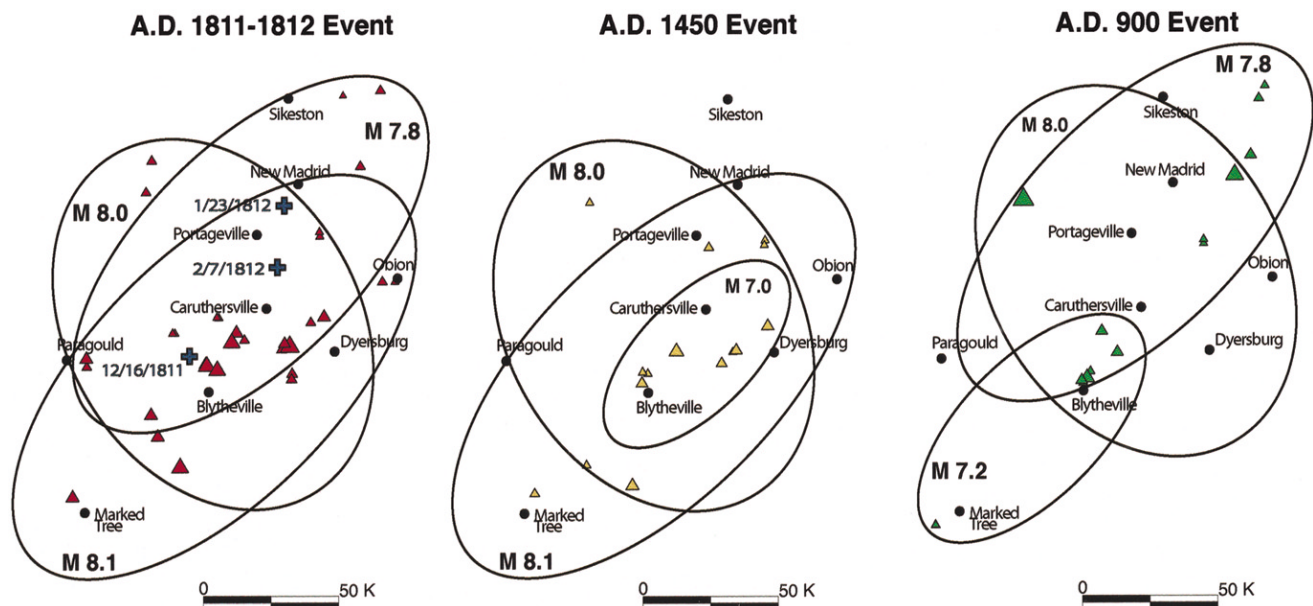 A.D. 1811-1812 Event
Sikeston
M 7.8
New Madrid
1/23/1812
M 8.0
Portageville
2/7/1812
Obion
Caruthersville
Paragould
12/16/1811
Dyersburg
Blytheville
Marked
Tree
M 8.1
0 50 K
A.D. 1450 Event
Sikeston
M 8.0
New Madrid
Portageville
Obion
M 7.0
Caruthersville
Paragould
Dyersburg
Blytheville
Marked
Tree
M 8.1
0 50 K
A.D. 900 Event
M 7.8
Sikeston
M 8.0
New Madrid
Portageville
Obion
Caruthersville
Paragould
Dyersburg
Blytheville
M 7.2
Marked
Tree
0 50 K